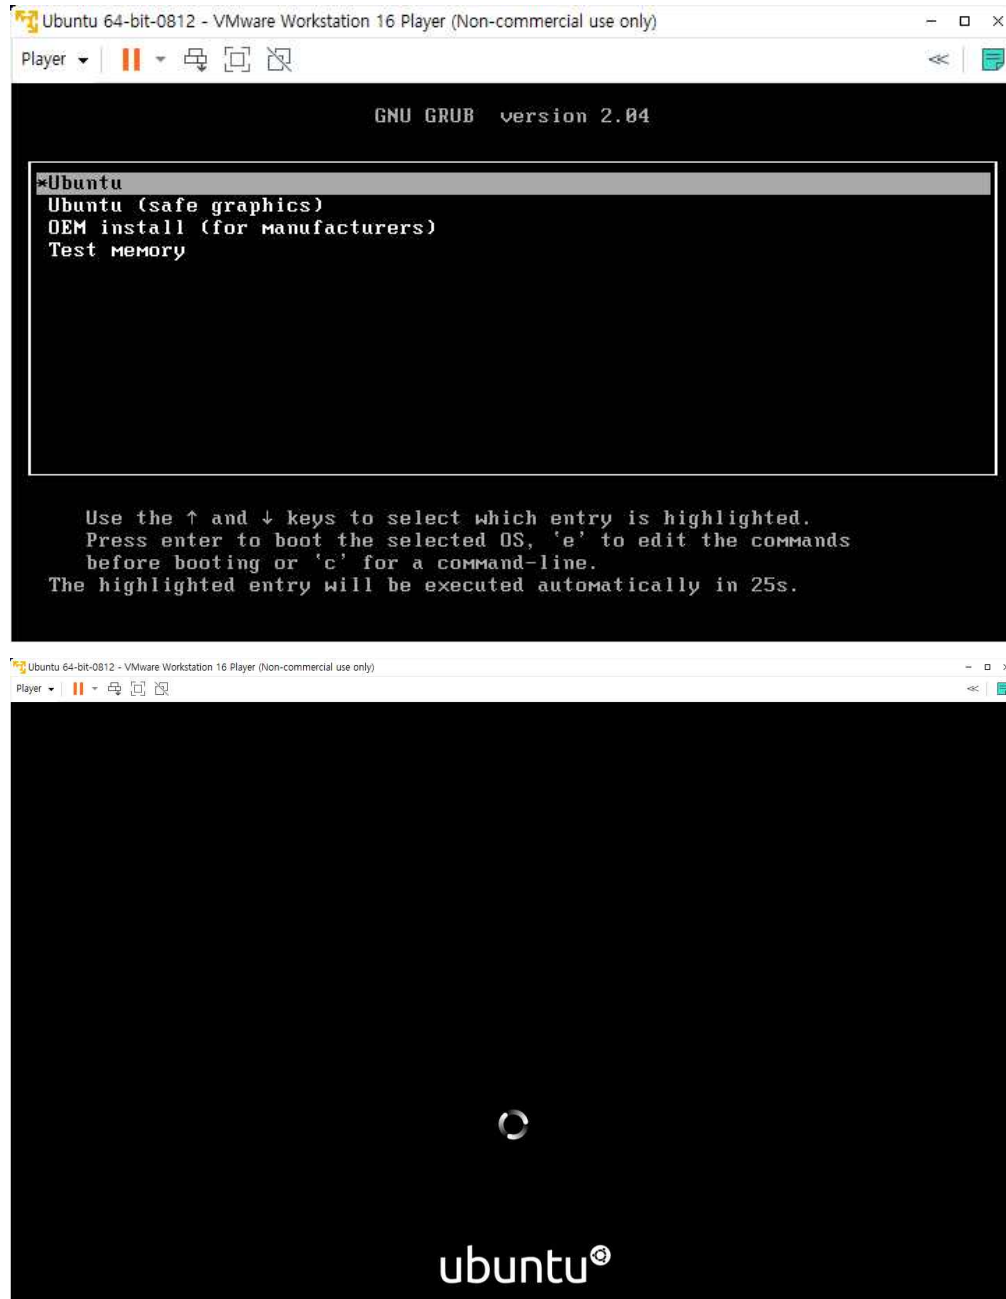 Ubuntu 64-bit-0812 - VMware Workstation 16 Player (Non-commercial use only)
Player
GNU GRUB version 2.04
*Ubuntu
Ubuntu (safe graphics)
OEM install (for manufacturers)
Test memory
Use the ↑ and ↓ keys to select which entry is highlighted.
Press enter to boot the selected OS, `e' to edit the commands
before booting or `c' for a command-line.
The highlighted entry will be executed automatically in 25s.
Ubuntu 64-bit-0812 - VMware Workstation 16 Player (Non-commercial use only)
Player
ubuntu